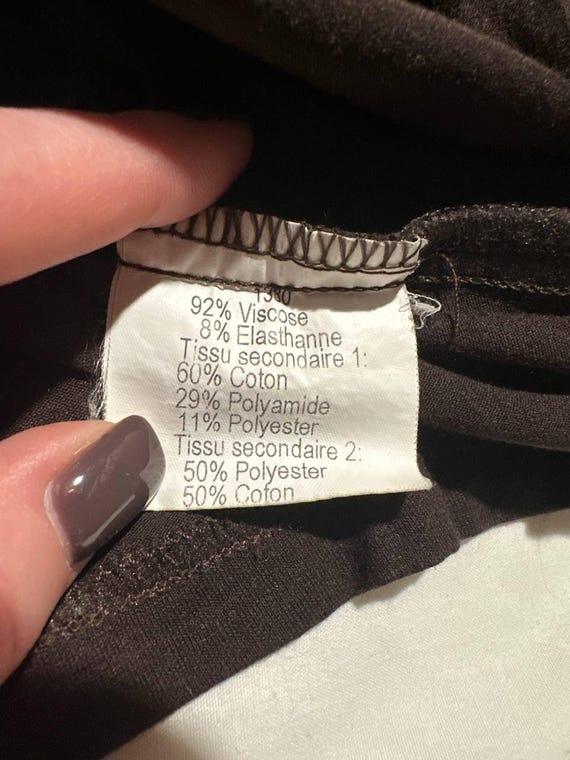 92% Viscose
8% Elasthanne
Tissu secondaire 1:
60% Coton
29% Polyamide
11% Polyester
Tissu secondaire 2:
50% Polyester
50% Coton